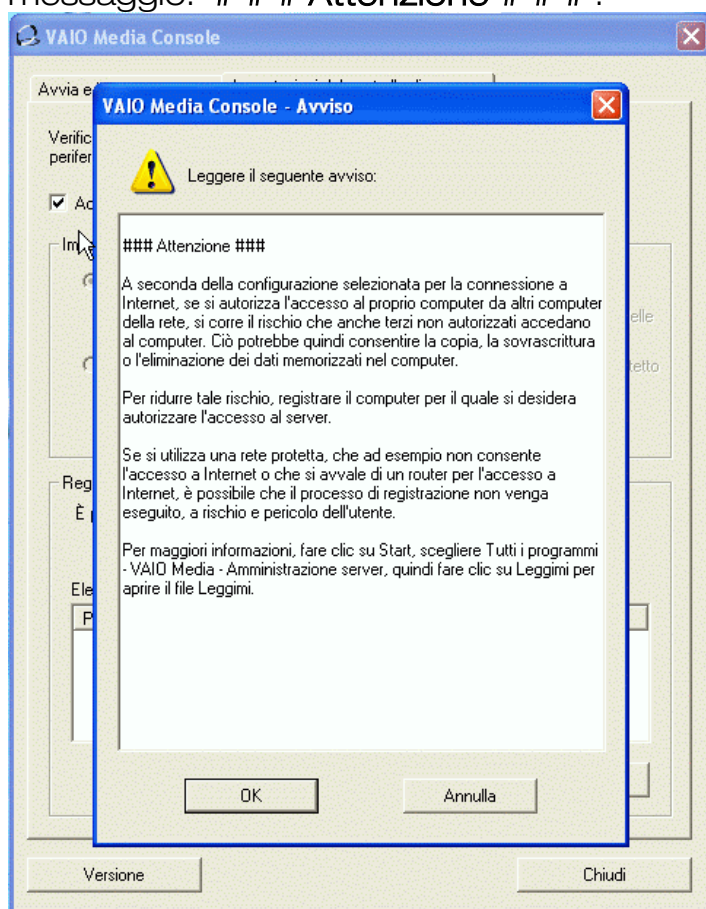 messaggio: "# # # Attenzione # # #".
VAIO Media Console
Avvia e
VAIO Media Console - Avviso
Verific
perifer
Leggere il seguente avviso:
Ac
### Attenzione ###
A seconda della configurazione selezionata per la connessione a
Internet, se si autorizza l'accesso al proprio computer da altri computer
della rete, si corre il rischio che anche terzi non autorizzati accedano
elle
al computer. Ciò potrebbe quindi consentire la copia, la sovrascrittura
o l'eliminazione dei dati memorizzati nel computer.
tetto
Per ridurre tale rischio, registrare il computer per il quale si desidera
autorizzare l'accesso al server.
Se si utilizza una rete protetta, che ad esempio non consente
l'accesso a Internet o che si avvale di un router per l'accesso a
Reg
Internet, è possibile che il processo di registrazione non venga
eseguito, a rischio e pericolo dell'utente.
È
Per maggiori informazioni, fare clic su Start, scegliere Tutti i programmi
- VAIO Media - Amministrazione server, quindi fare clic su Leggimi per
aprire il file Leggimi.
Ele
P
OK
Annulla
Versione
Chiudi